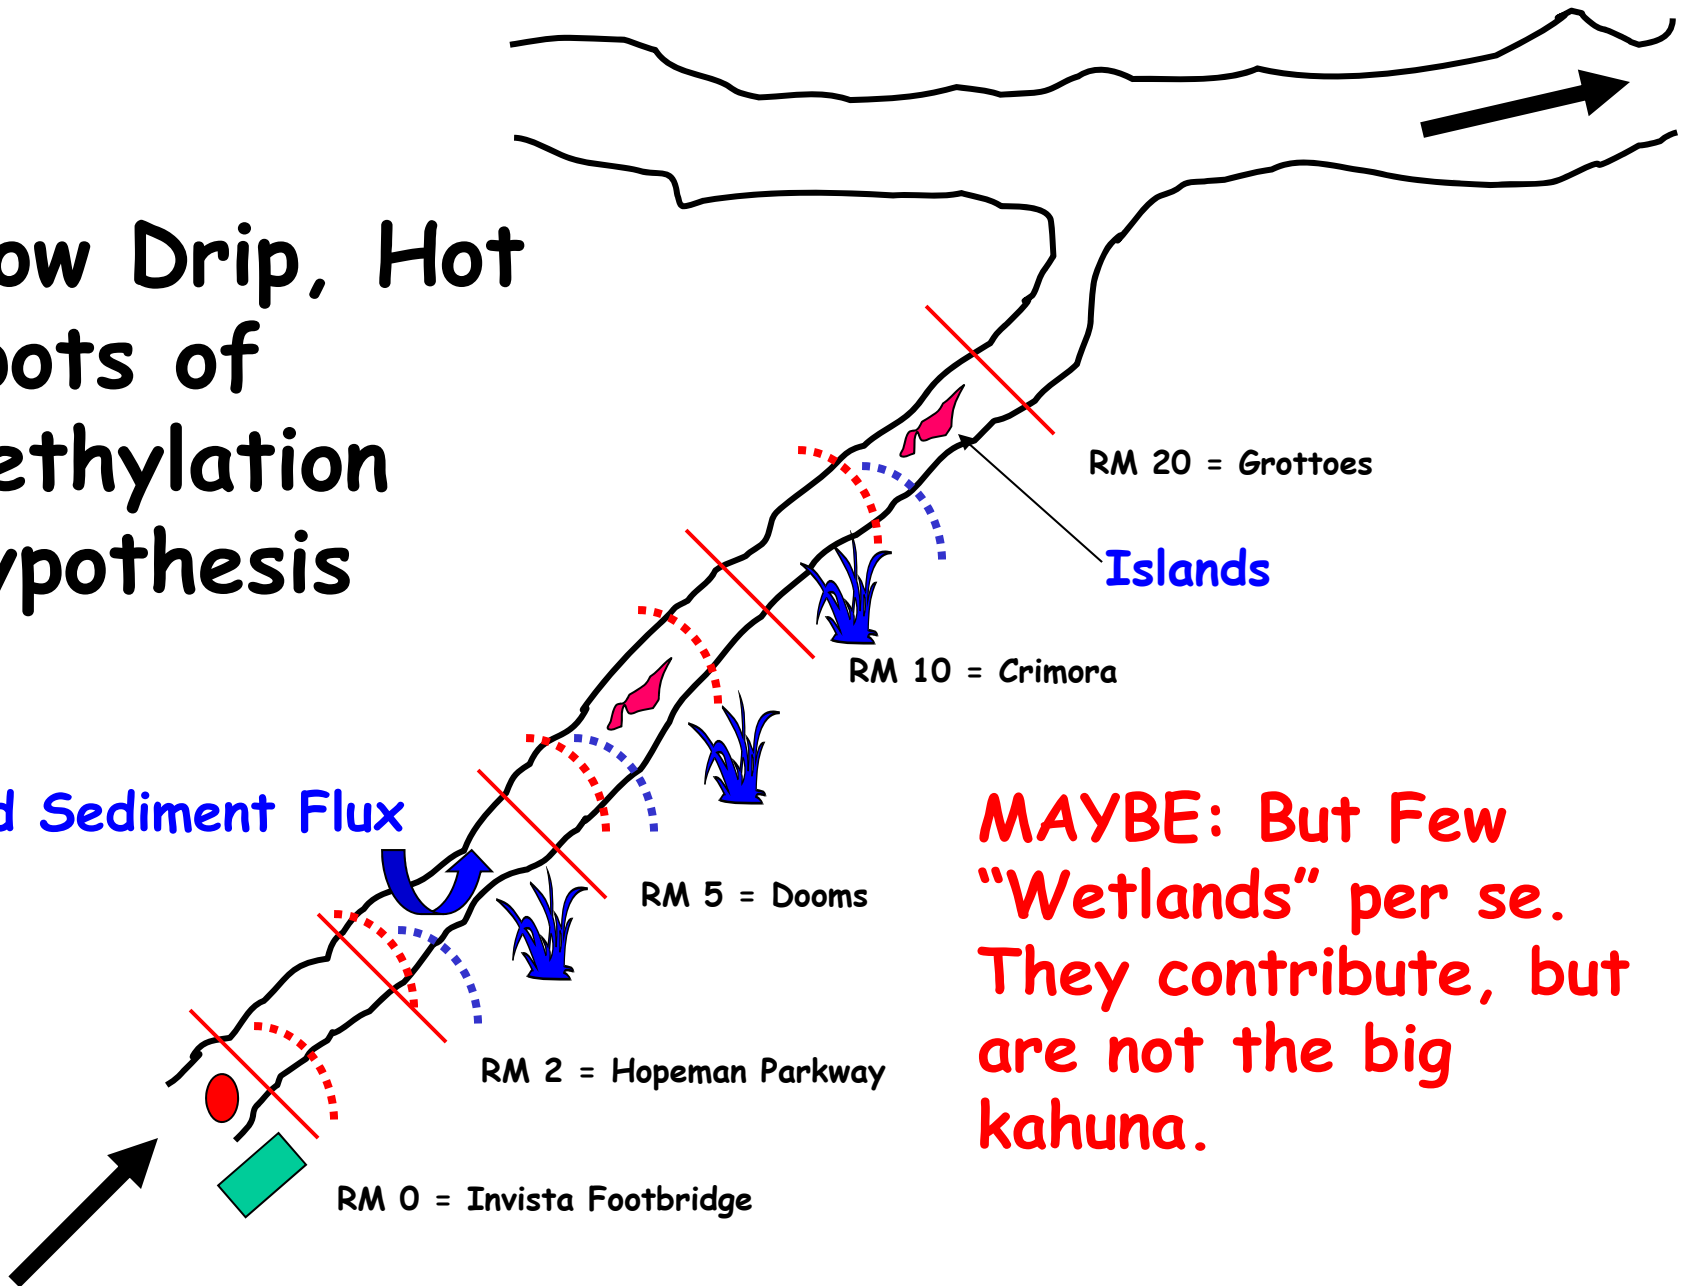 ow Drip, Hot
pots of
ethylation
ypothesis
RM 20 = Grottoes
Islands
RM 10 = Crimora
d Sediment Flux
MAYBE: But Few
“Wetlands” per se.
They contribute, but
are not the big
kahuna.
RM 5 = Dooms
RM 2 = Hopeman Parkway
RM 0 = Invista Footbridge